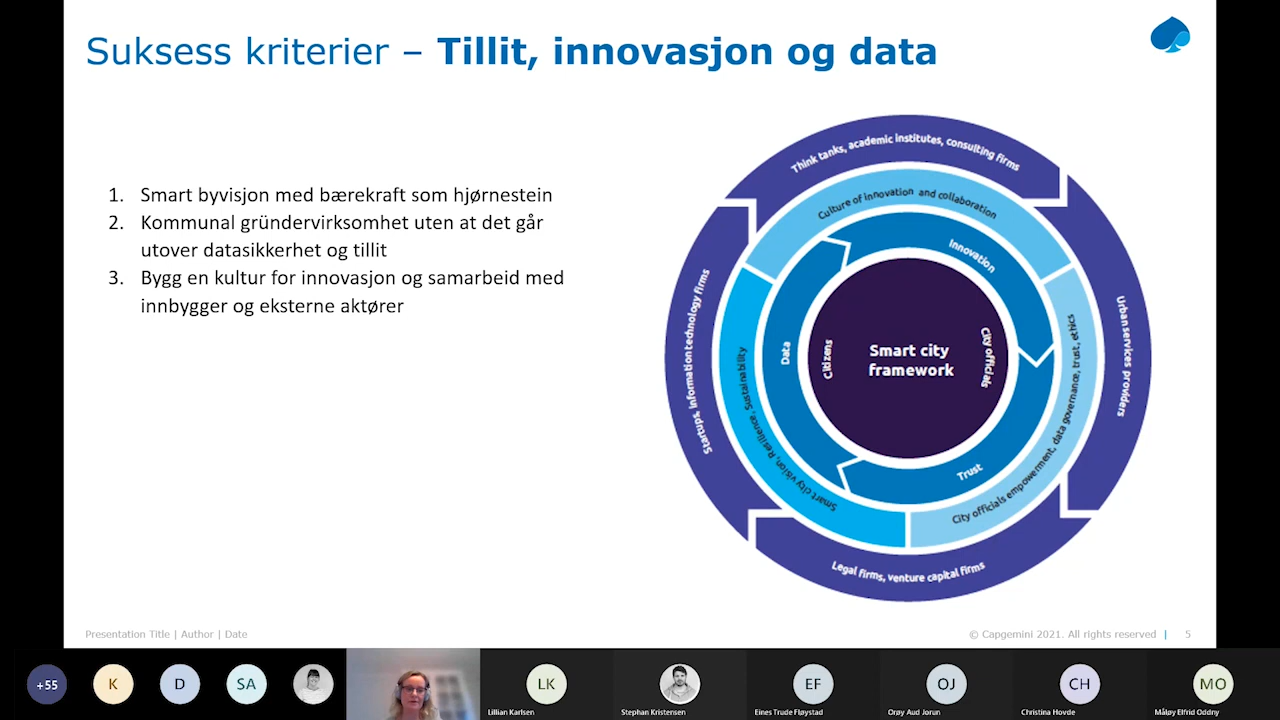 Suksess kriterier – Tillit, innovasjon og data
1. Smart byvisjon med bærekraft som hjørnestein
2. Kommunal gründervirksomhet uten at det går
utover datasikkerhet og tillit
3. Bygg en kultur for innovasjon og samarbeid med
innbygger og eksterne aktører
Think tanks, academic institutes, consulting firms
Culture of innovation and collaboration
Innovation
Startups, information technology firms
Smart city vision, Resilience, Sustainability
Data
Citizens
Smart city
framework
City officials
City officials empowerment, data governance, trust, ethics
Urban services providers
Trust
Legal firms, venture capital firms
Presentation Title | Author | Date
© Capgemini 2021. All rights reserved | 5
+55
K
D
SA
LK
EF
OJ
CH
MO
Lillian Karlsen
Stephan Kristensen
Eines Trude Fløystad
Orøy Aud Jorun
Christina Hovde
Måløy Elfrid Oddny